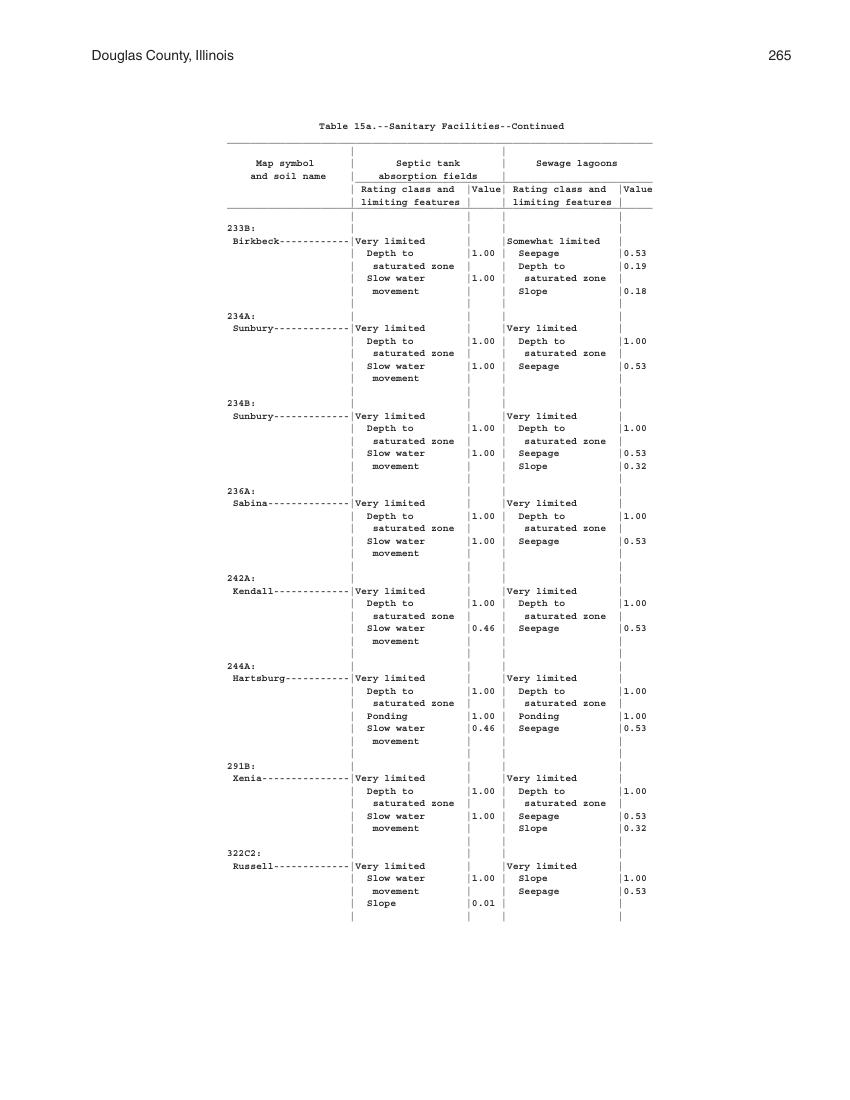 Douglas County, Illinois 265
Table 15a.--Sanitary Facilities--Continued
Map symbol | Septic tank | Sewage lagoons
and soil name | absorption fields |
| Rating class and |Value| Rating class and |Value
| limiting features | | limiting features |
233B:
Birkbeck------------|Very limited | |Somewhat limited |
| Depth to |1.00 | Seepage |0.53
| saturated zone | | Depth to |0.19
| Slow water |1.00 | saturated zone |
| movement | | Slope |0.18
234A:
Sunbury-------------|Very limited | |Very limited |
| Depth to |1.00 | Depth to |1.00
| saturated zone | | saturated zone |
| Slow water |1.00 | Seepage |0.53
| movement | | |
234B:
Sunbury-------------|Very limited | |Very limited |
| Depth to |1.00 | Depth to |1.00
| saturated zone | | saturated zone |
| Slow water |1.00 | Seepage |0.53
| movement | | Slope |0.32
236A:
Sabina--------------|Very limited | |Very limited |
| Depth to |1.00 | Depth to |1.00
| saturated zone | | saturated zone |
| Slow water |1.00 | Seepage |0.53
| movement | | |
242A:
Kendall-------------|Very limited | |Very limited |
| Depth to |1.00 | Depth to |1.00
| saturated zone | | saturated zone |
| Slow water |0.46 | Seepage |0.53
| movement | | |
244A:
Hartsburg-----------|Very limited | |Very limited |
| Depth to |1.00 | Depth to |1.00
| saturated zone | | saturated zone |
| Ponding |1.00 | Ponding |1.00
| Slow water |0.46 | Seepage |0.53
| movement | | |
291B:
Xenia---------------|Very limited | |Very limited |
| Depth to |1.00 | Depth to |1.00
| saturated zone | | saturated zone |
| Slow water |1.00 | Seepage |0.53
| movement | | Slope |0.32
322C2:
Russell-------------|Very limited | |Very limited |
| Slow water |1.00 | Slope |1.00
| movement | | Seepage |0.53
| Slope |0.01 | |